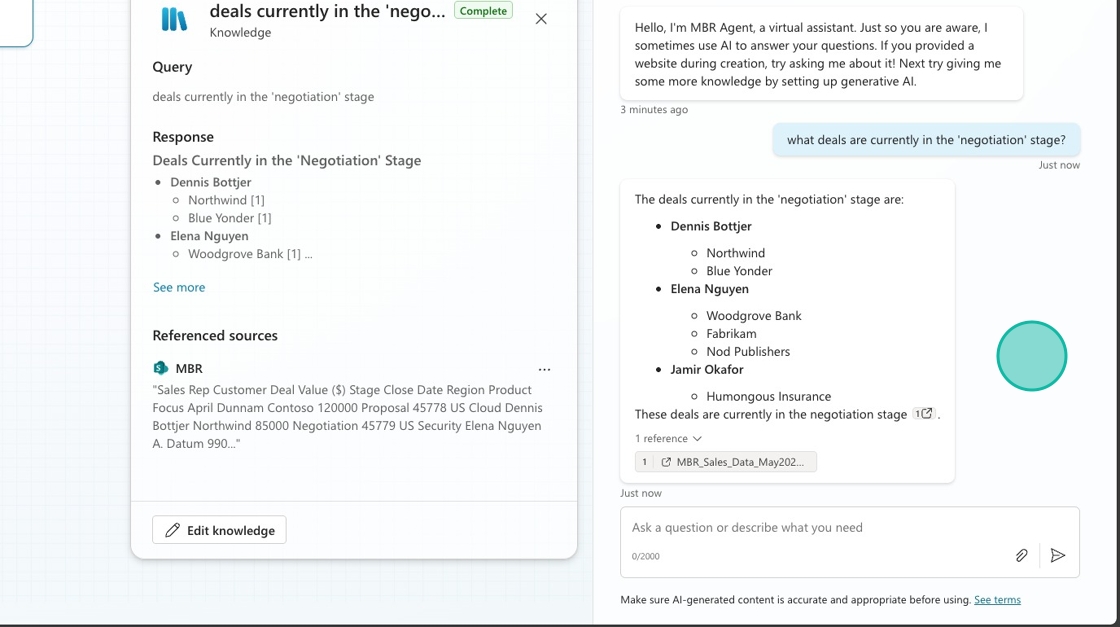 deals currently in the 'nego...
Complete
Knowledge
Query
deals currently in the 'negotiation' stage
Response
Deals Currently in the 'Negotiation' Stage
• Dennis Bottjer
○ Northwind [1]
○ Blue Yonder [1]
• Elena Nguyen
○ Woodgrove Bank [1] ...
See more
Referenced sources
MBR
"Sales Rep Customer Deal Value ($) Stage Close Date Region Product
Focus April Dunnam Contoso 120000 Proposal 45778 US Cloud Dennis
Bottjer Northwind 85000 Negotiation 45779 US Security Elena Nguyen
A. Datum 990..."
Edit knowledge
Hello, I'm MBR Agent, a virtual assistant. Just so you are aware, I
sometimes use AI to answer your questions. If you provided a
website during creation, try asking me about it! Next try giving me
some more knowledge by setting up generative AI.
3 minutes ago
what deals are currently in the 'negotiation' stage?
Just now
The deals currently in the 'negotiation' stage are:
• Dennis Bottjer
○ Northwind
○ Blue Yonder
• Elena Nguyen
○ Woodgrove Bank
○ Fabrikam
○ Nod Publishers
• Jamir Okafor
○ Humongous Insurance
These deals are currently in the negotiation stage 1 .
1 reference
1 MBR_Sales_Data_May202...
Just now
Ask a question or describe what you need
0/2000
Make sure AI-generated content is accurate and appropriate before using. See terms